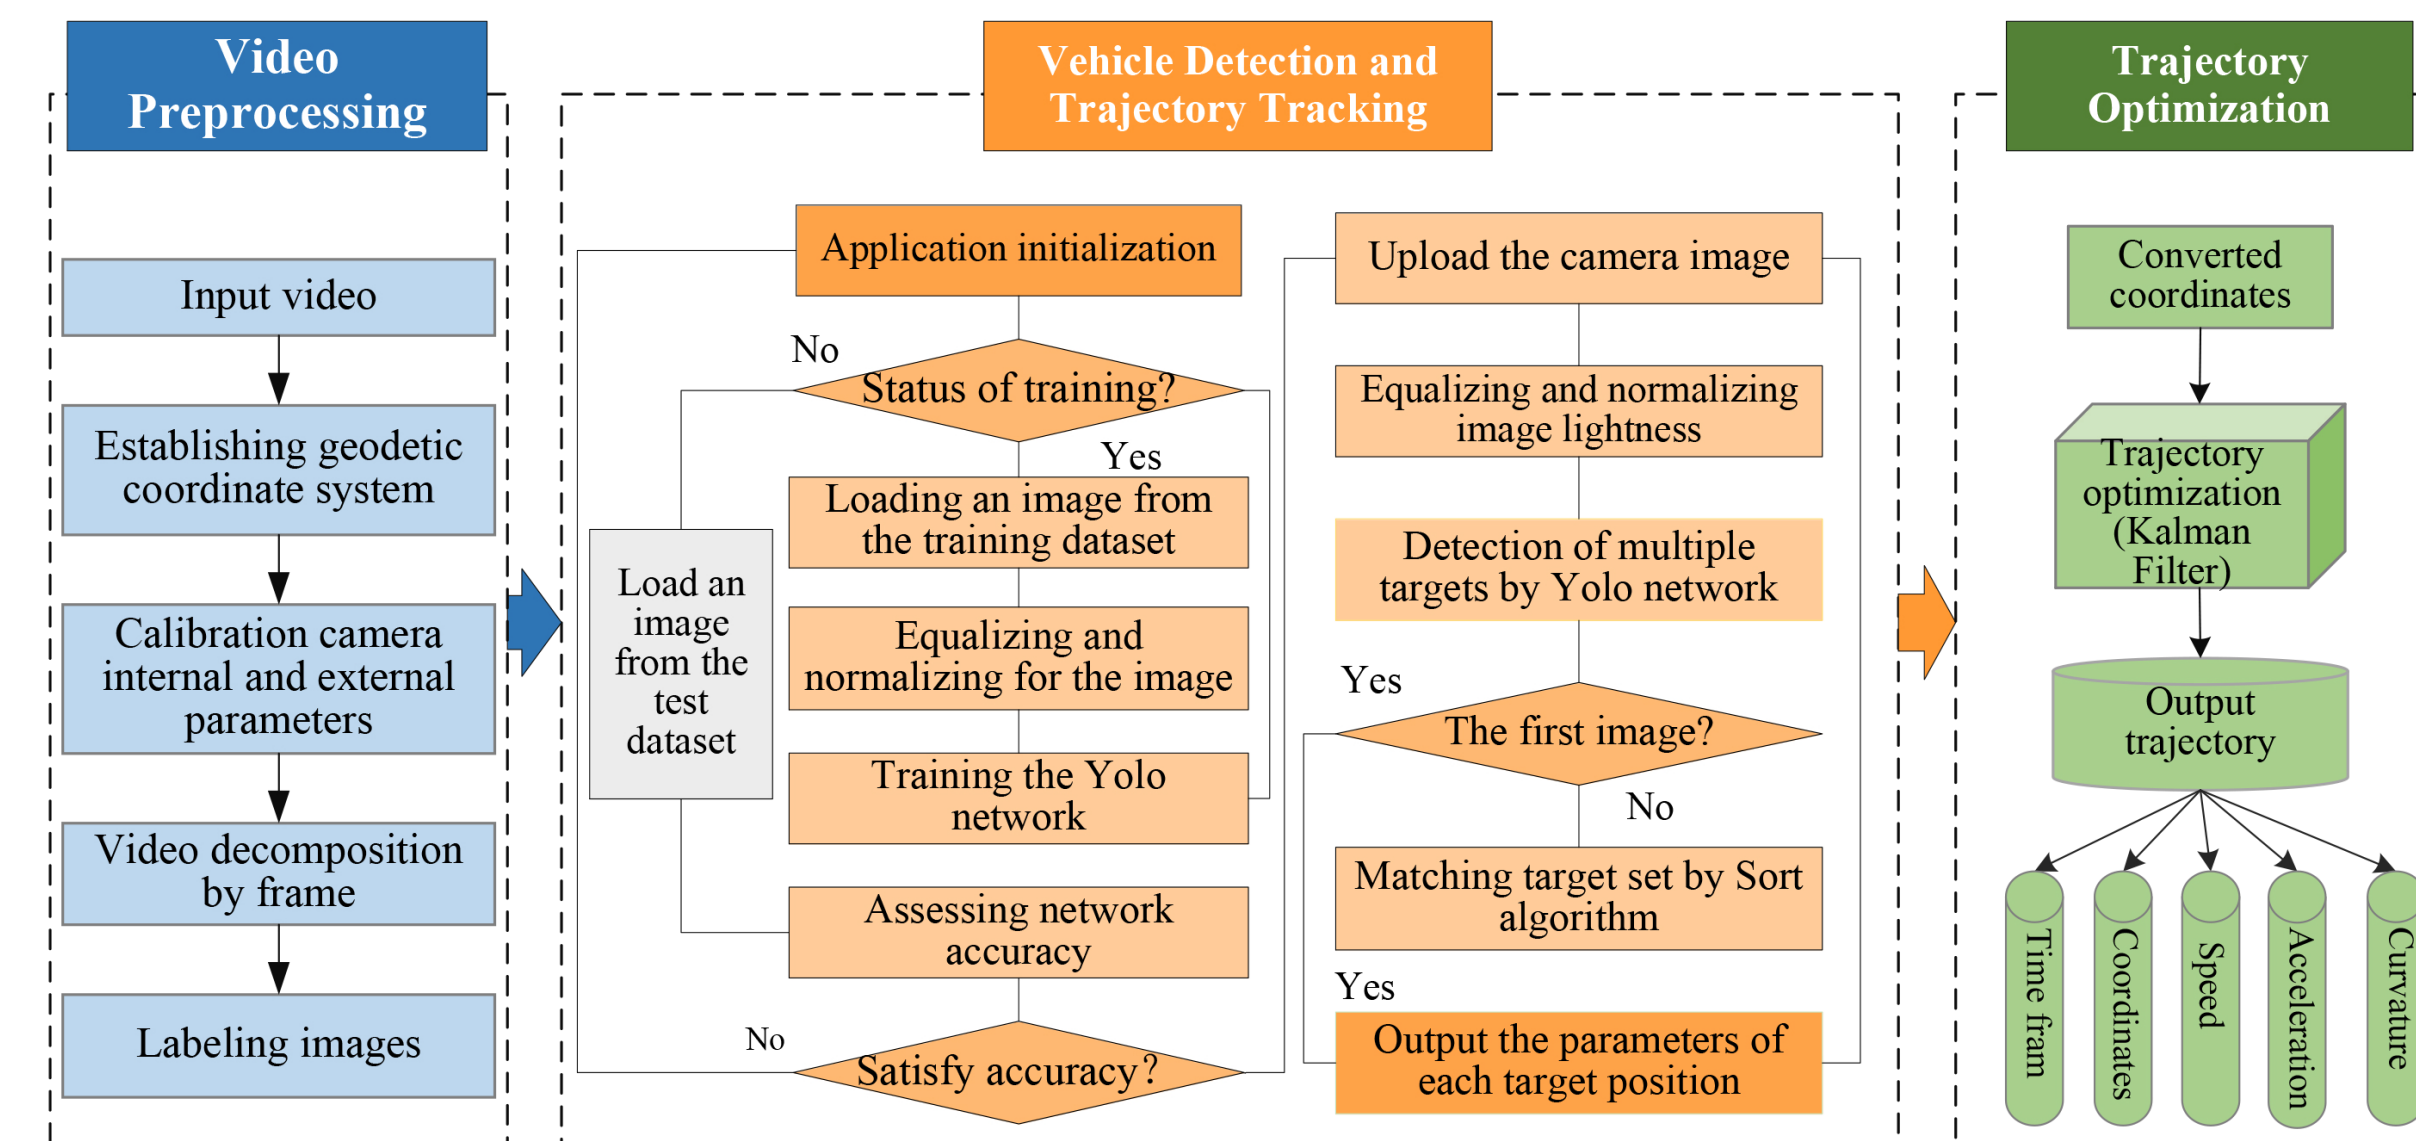 Video
Preprocessing
Input video
Establishing geodetic
coordinate system
Calibration camera
internal and external
parameters
Video decomposition
by frame
Labeling images
Vehicle Detection and
Trajectory Tracking
Application initialization
No
Status of training?
Yes
Loading an image from
the training dataset
Load an
image
from the
test
dataset
Equalizing and
normalizing for the image
Training the Yolo
network
Assessing network
accuracy
No
Satisfy accuracy?
Upload the camera image
Equalizing and normalizing
image lightness
Detection of multiple
targets by Yolo network
Yes
The first image?
No
Matching target set by Sort
algorithm
Yes
Output the parameters of
each target position
Trajectory
Optimization
Converted
coordinates
Trajectory
optimization
(Kalman
Filter)
Output
trajectory
Time fram
Coordinates
Speed
Acceleration
Curvature